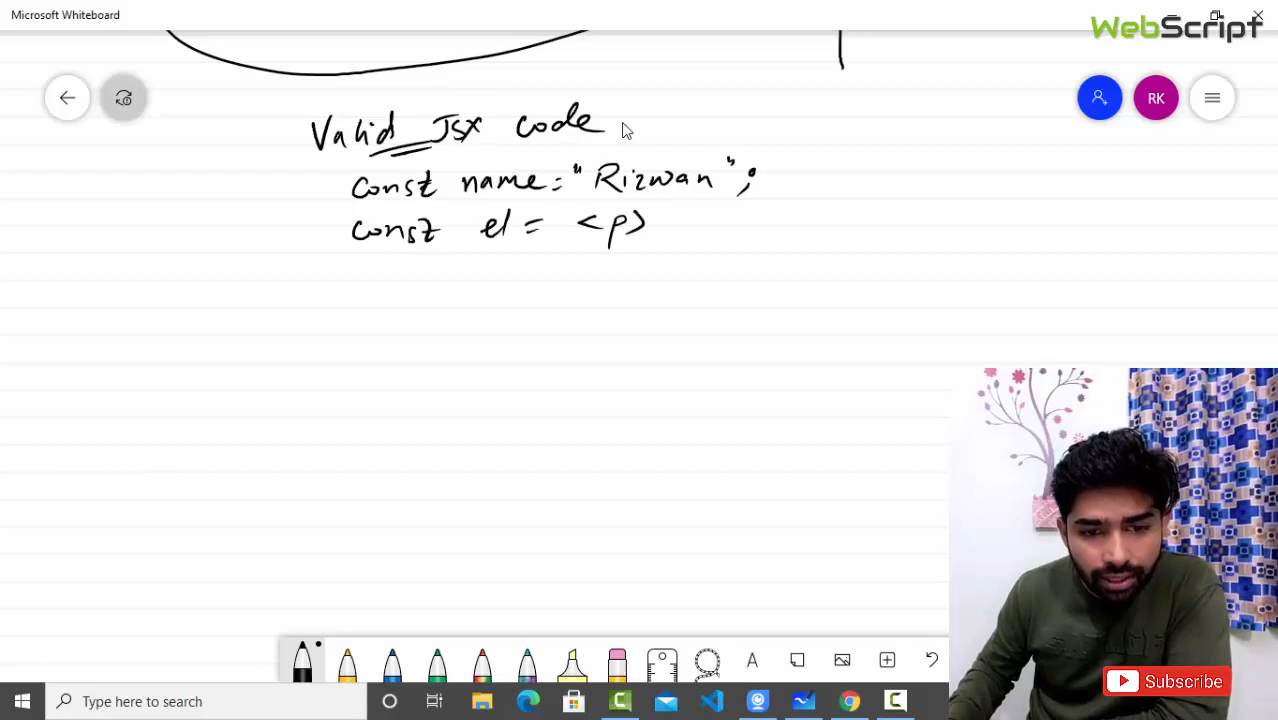 Microsoft Whiteboard
WebScript
RK
Valid JSX code
const name = "Rizwan";
const el = <p>
A
Subscribe
Type here to search